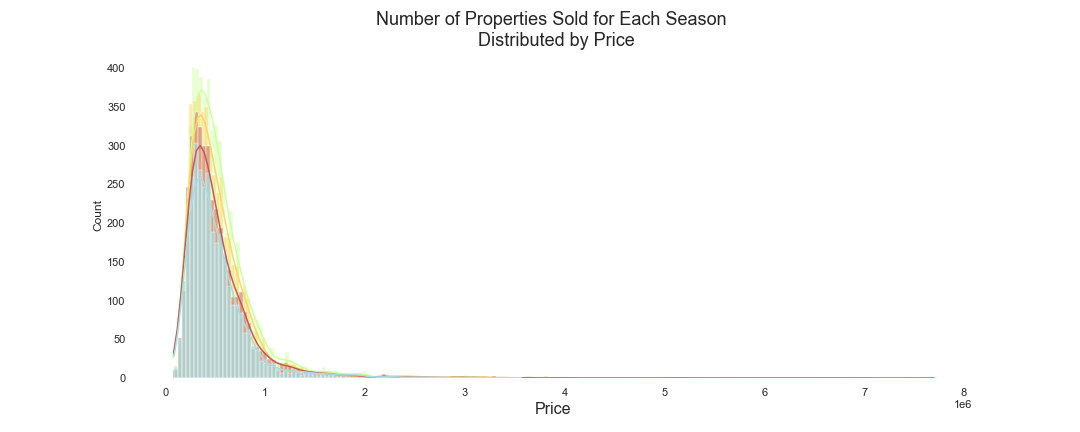 Number of Properties Sold for Each Season
Distributed by Price
400
350
300
250
200
150
100
50
0
Count
0 1 2 3 4 5 6 7 8
1e6
Price